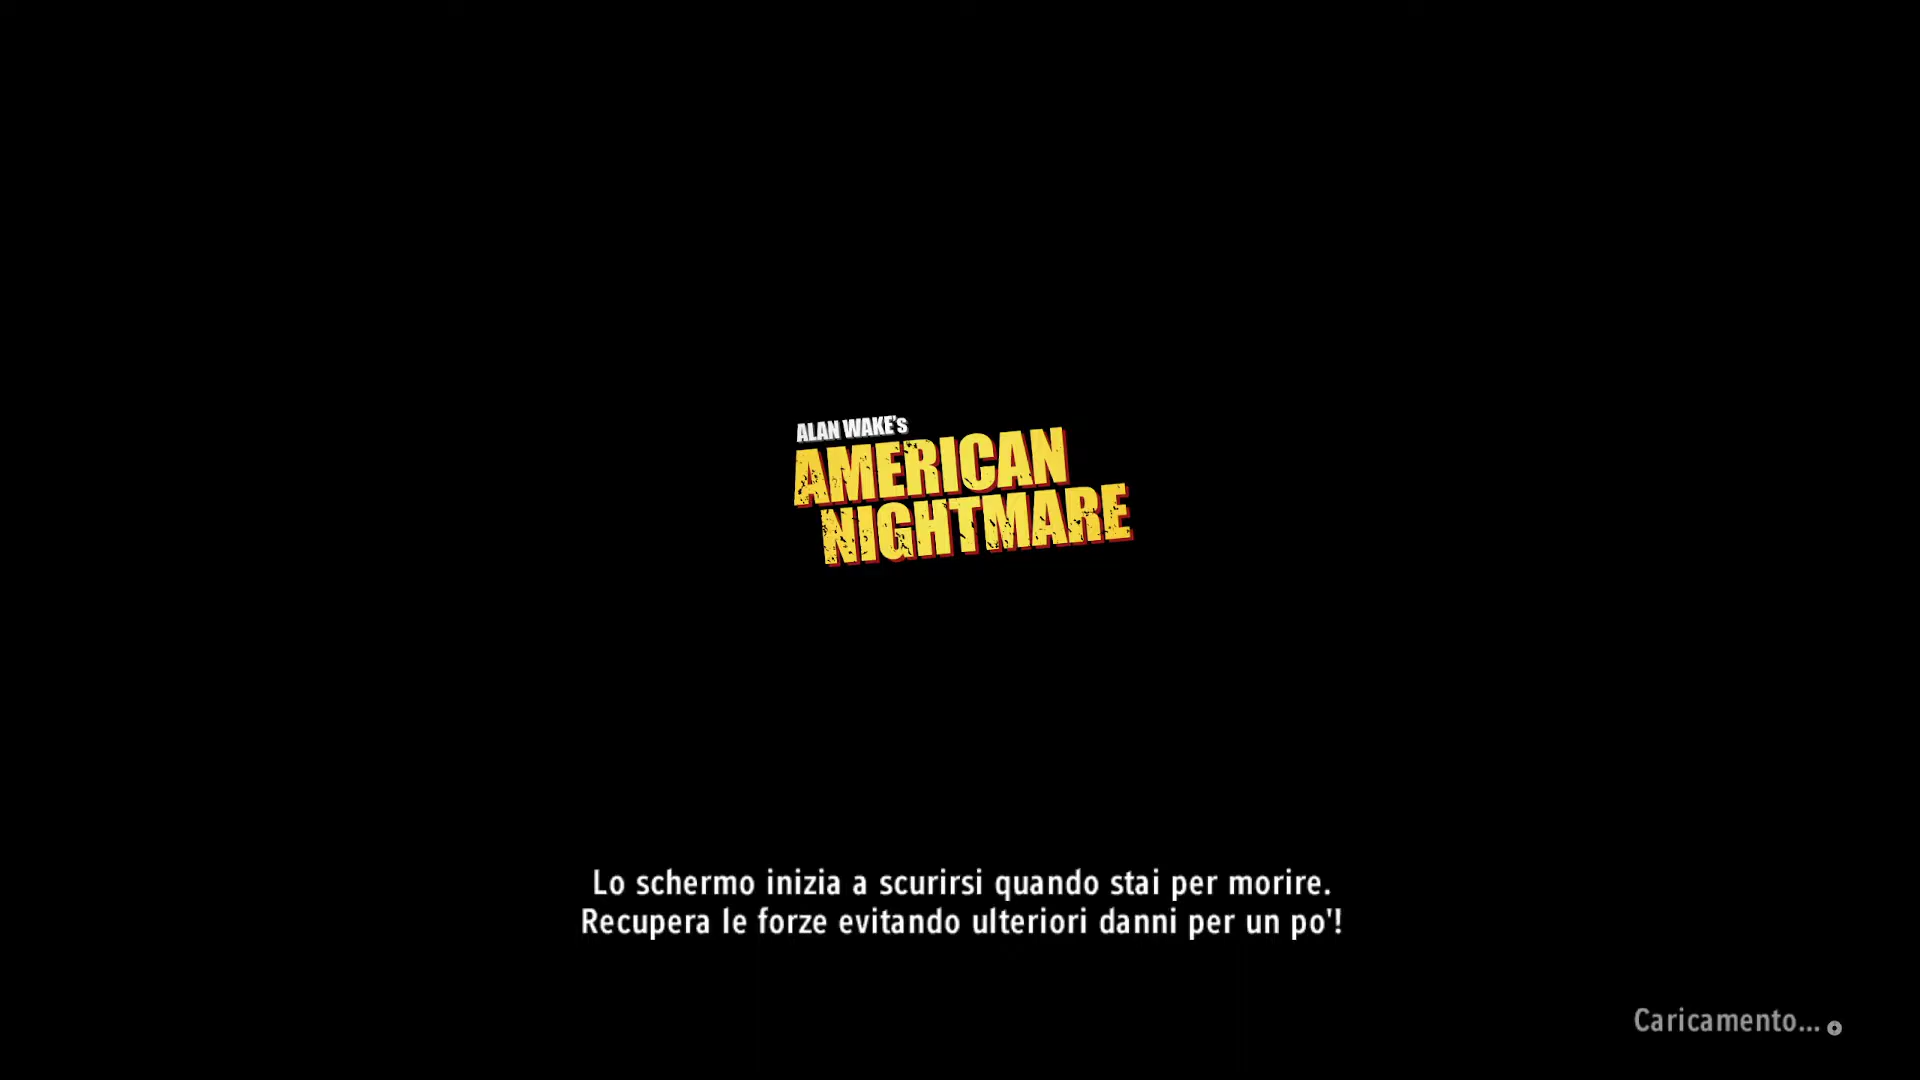 ALAN WAKE's
AMERICAN
NIGHTMARE
Lo schermo inizia a scurirsi quando stai per morire.
Recupera le forze evitando ulteriori danni per un po'!
Caricamento...